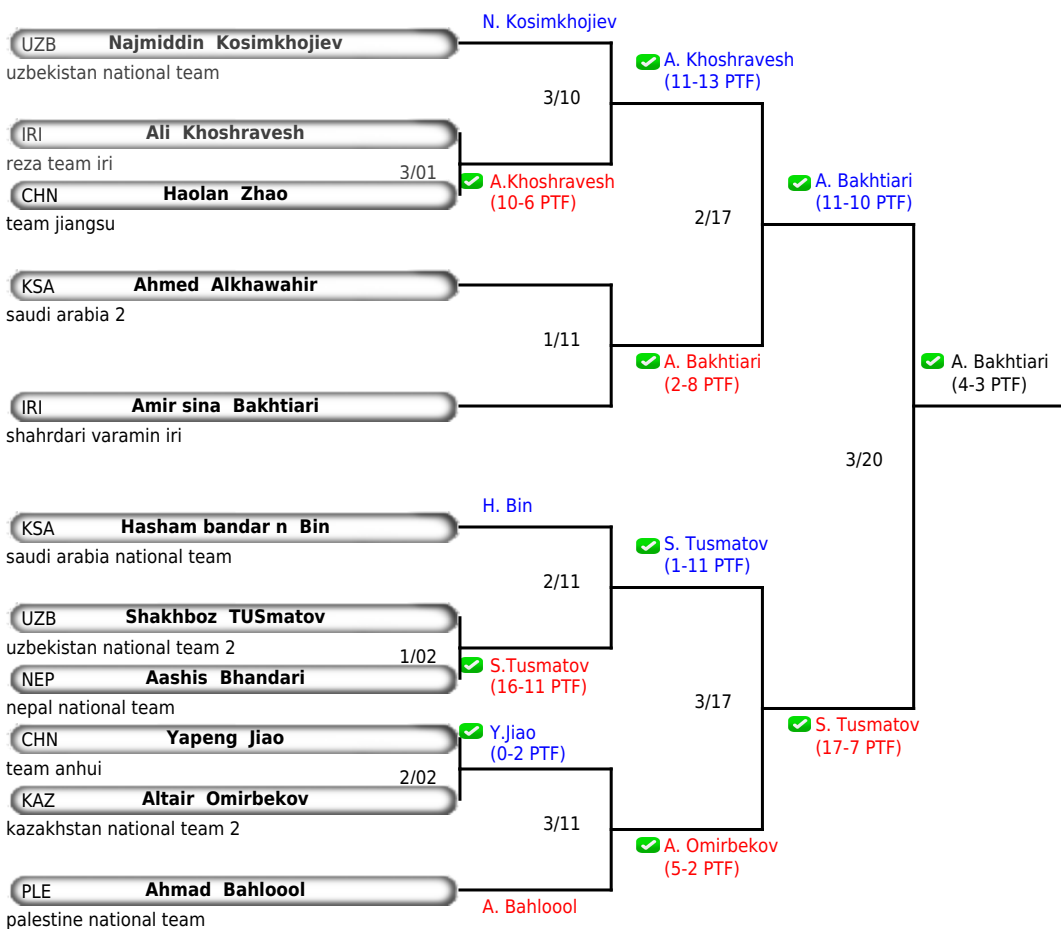 N. Kosimkhojiev
UZB Najmiddin Kosimkhojiev
uzbekistan national team
A. Khoshravesh
(11-13 PTF)
3/10
IRI Ali Khoshravesh
reza team iri
3/01
A.Khoshravesh
(10-6 PTF)
CHN Haolan Zhao
team jiangsu
A. Bakhtiari
(11-10 PTF)
2/17
KSA Ahmed Alkhawahir
saudi arabia 2
1/11
A. Bakhtiari
(2-8 PTF)
A. Bakhtiari
(4-3 PTF)
IRI Amir sina Bakhtiari
shahrdari varamin iri
3/20
H. Bin
KSA Hasham bandar n Bin
saudi arabia national team
S. Tusmatov
(1-11 PTF)
2/11
UZB Shakhboz TUSmatov
uzbekistan national team 2
1/02
S.Tusmatov
(16-11 PTF)
NEP Aashis Bhandari
nepal national team
3/17
S. Tusmatov
(17-7 PTF)
CHN Yapeng Jiao
team anhui
Y.Jiao
(0-2 PTF)
2/02
KAZ Altair Omirbekov
kazakhstan national team 2
3/11
A. Omirbekov
(5-2 PTF)
PLE Ahmad Bahloool
palestine national team
A. Bahloool